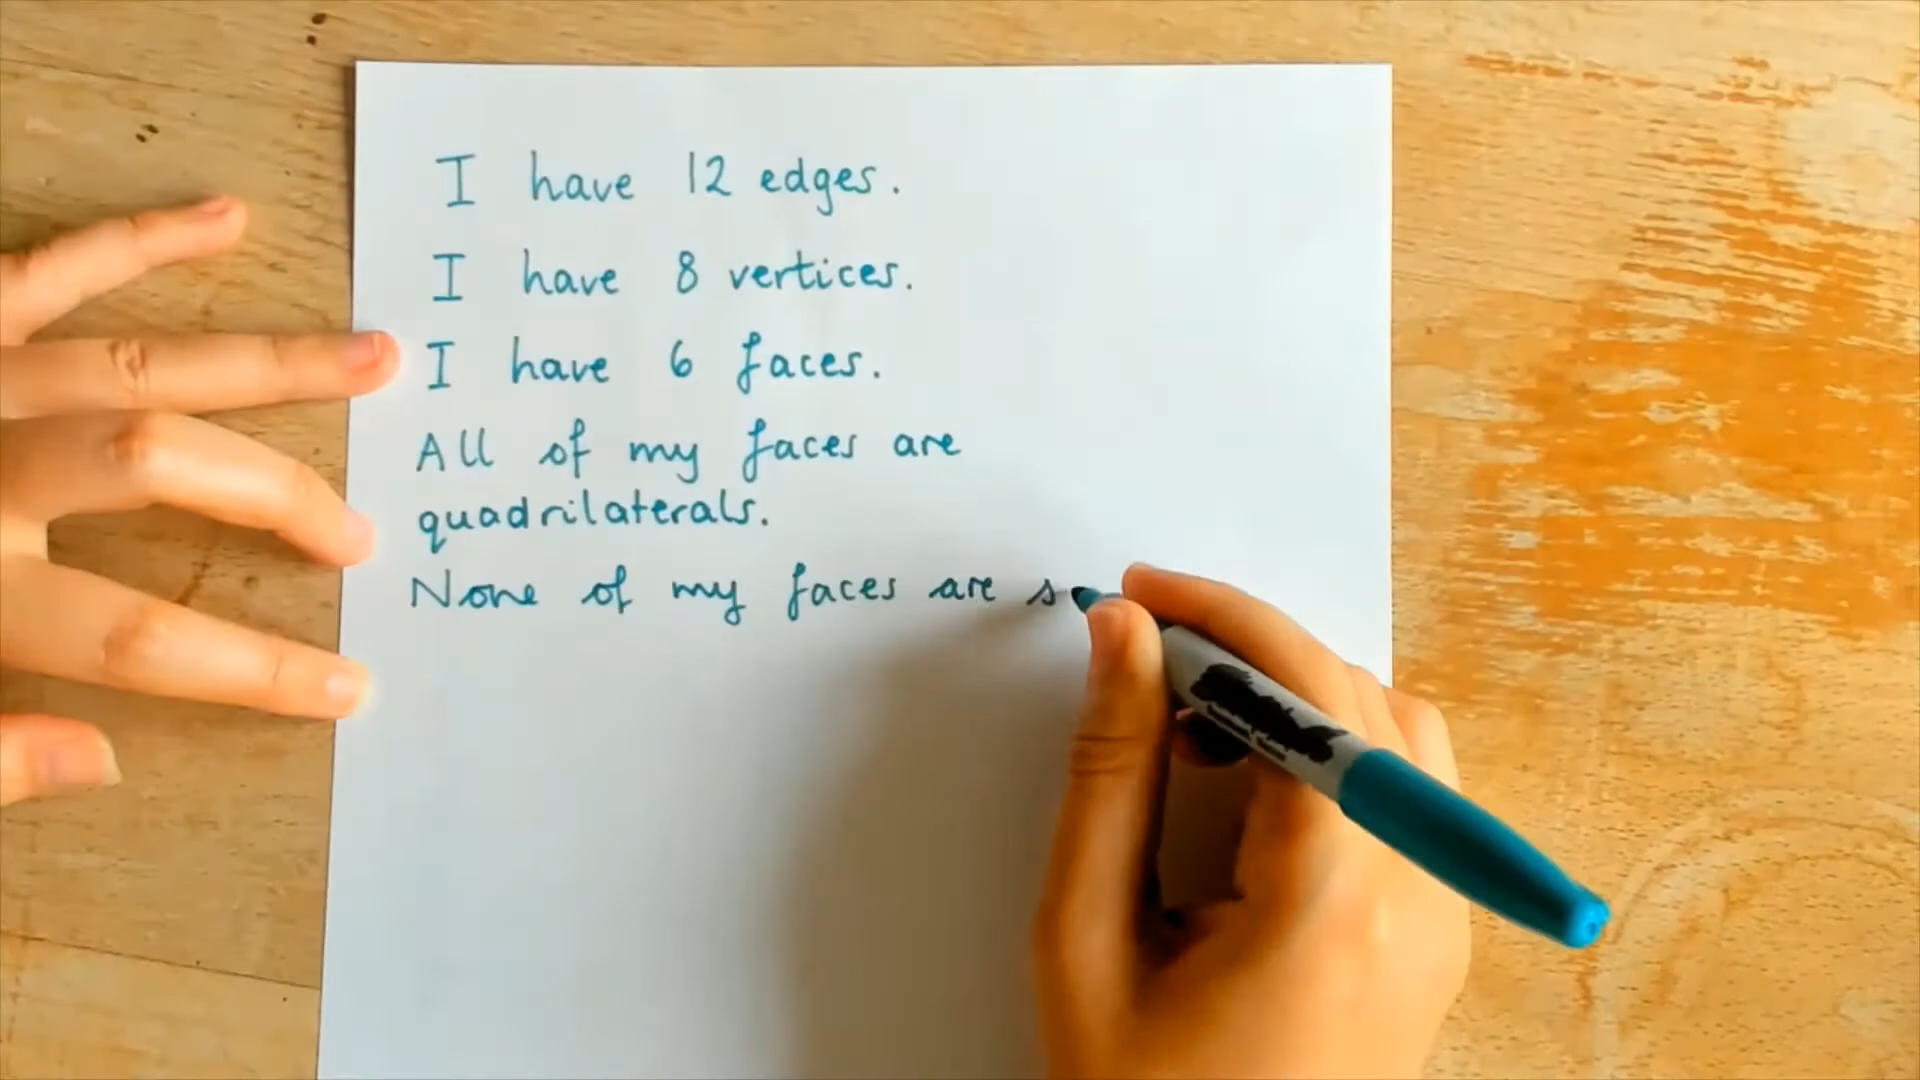 I have 12 edges.
I have 8 vertices.
I have 6 faces.
All of my faces are
quadrilaterals.
None of my faces are s